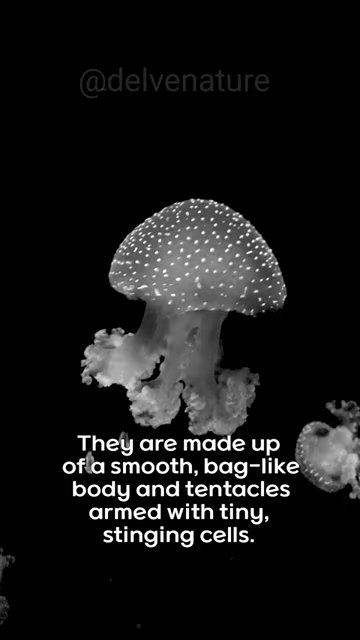 @delvenature
They are made up
of a smooth, bag-like
body and tentacles
armed with tiny,
stinging cells.